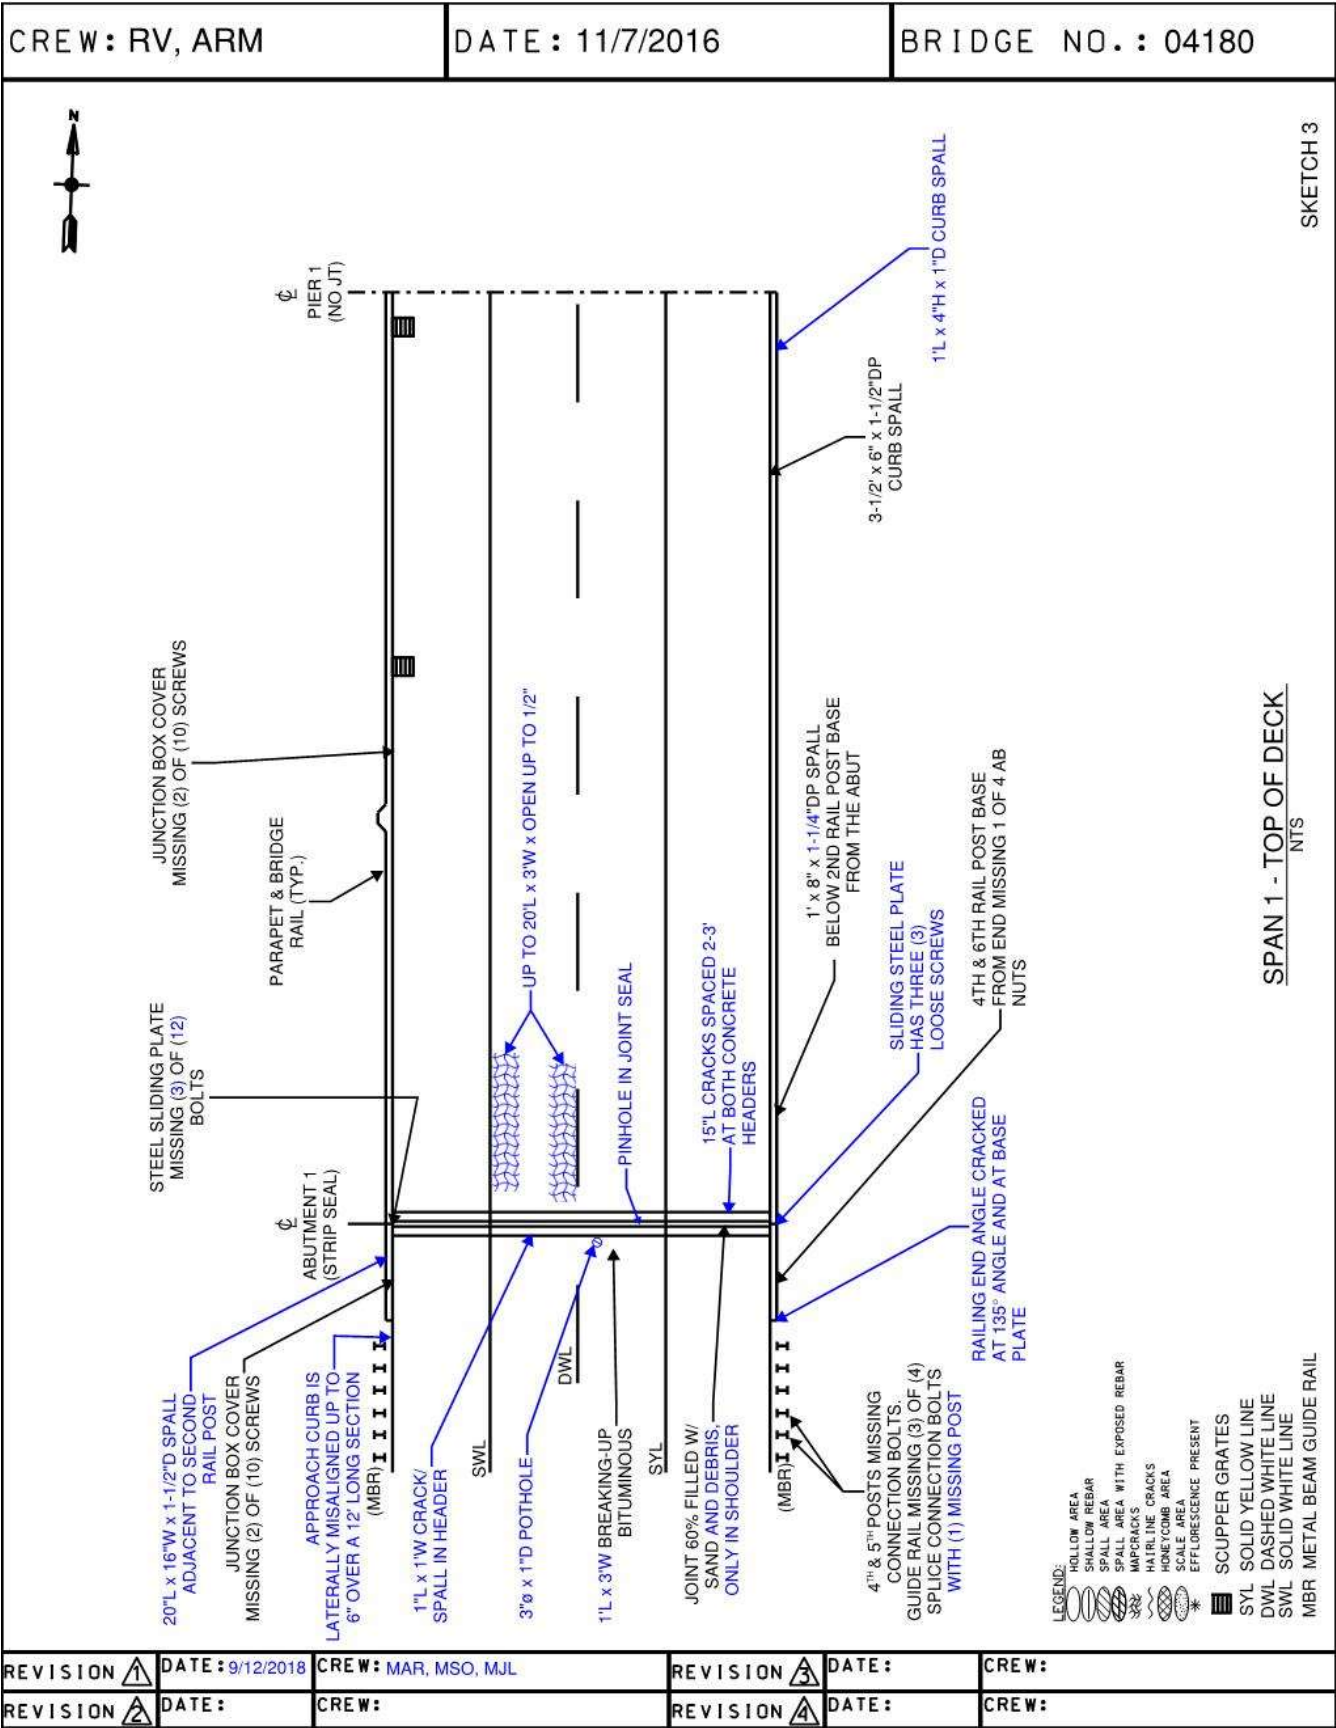 CREW: RV, ARM
DATE: 11/7/2016
BRIDGE NO.: 04180
N
℄
PIER 1
(NO JT)
JUNCTION BOX COVER
MISSING (2) OF (10) SCREWS
PARAPET & BRIDGE
RAIL (TYP.)
STEEL SLIDING PLATE
MISSING (3) OF (12)
BOLTS
℄
ABUTMENT 1
(STRIP SEAL)
20"L x 16"W x 1-1/2"D SPALL
ADJACENT TO SECOND
RAIL POST
JUNCTION BOX COVER
MISSING (2) OF (10) SCREWS
APPROACH CURB IS
LATERALLY MISALIGNED UP TO
6" OVER A 12' LONG SECTION
(MBR)
1"L x 1'W CRACK/
SPALL IN HEADER
SWL
3"ø x 1"D POTHOLE
DWL
1'L x 3'W BREAKING-UP
BITUMINOUS
SYL
JOINT 60% FILLED W/
SAND AND DEBRIS,
ONLY IN SHOULDER
(MBR)
4TH & 5TH POSTS MISSING
CONNECTION BOLTS.
GUIDE RAIL MISSING (3) OF (4)
SPLICE CONNECTION BOLTS
WITH (1) MISSING POST
UP TO 20'L x 3'W x OPEN UP TO 1/2"
PINHOLE IN JOINT SEAL
15"L CRACKS SPACED 2-3'
AT BOTH CONCRETE
HEADERS
1' x 8" x 1-1/4"DP SPALL
BELOW 2ND RAIL POST BASE
FROM THE ABUT
SLIDING STEEL PLATE
HAS THREE (3)
LOOSE SCREWS
4TH & 6TH RAIL POST BASE
FROM END MISSING 1 OF 4 AB
NUTS
RAILING END ANGLE CRACKED
AT 135° ANGLE AND AT BASE
PLATE
3-1/2' x 6" x 1-1/2"DP
CURB SPALL
1'L x 4"H x 1"D CURB SPALL
LEGEND:
HOLLOW AREA
SHALLOW REBAR
SPALL AREA
SPALL AREA WITH EXPOSED REBAR
MAPCRACKS
HAIRLINE CRACKS
HONEYCOMB AREA
SCALE AREA
EFFLORESCENCE PRESENT
SCUPPER GRATES
SYL SOLID YELLOW LINE
DWL DASHED WHITE LINE
SWL SOLID WHITE LINE
MBR METAL BEAM GUIDE RAIL
SPAN 1 - TOP OF DECK
NTS
SKETCH 3
REVISION 1 DATE: 9/12/2018 CREW: MAR, MSO, MJL
REVISION 3 DATE: CREW:
REVISION 2 DATE: CREW:
REVISION 4 DATE: CREW: